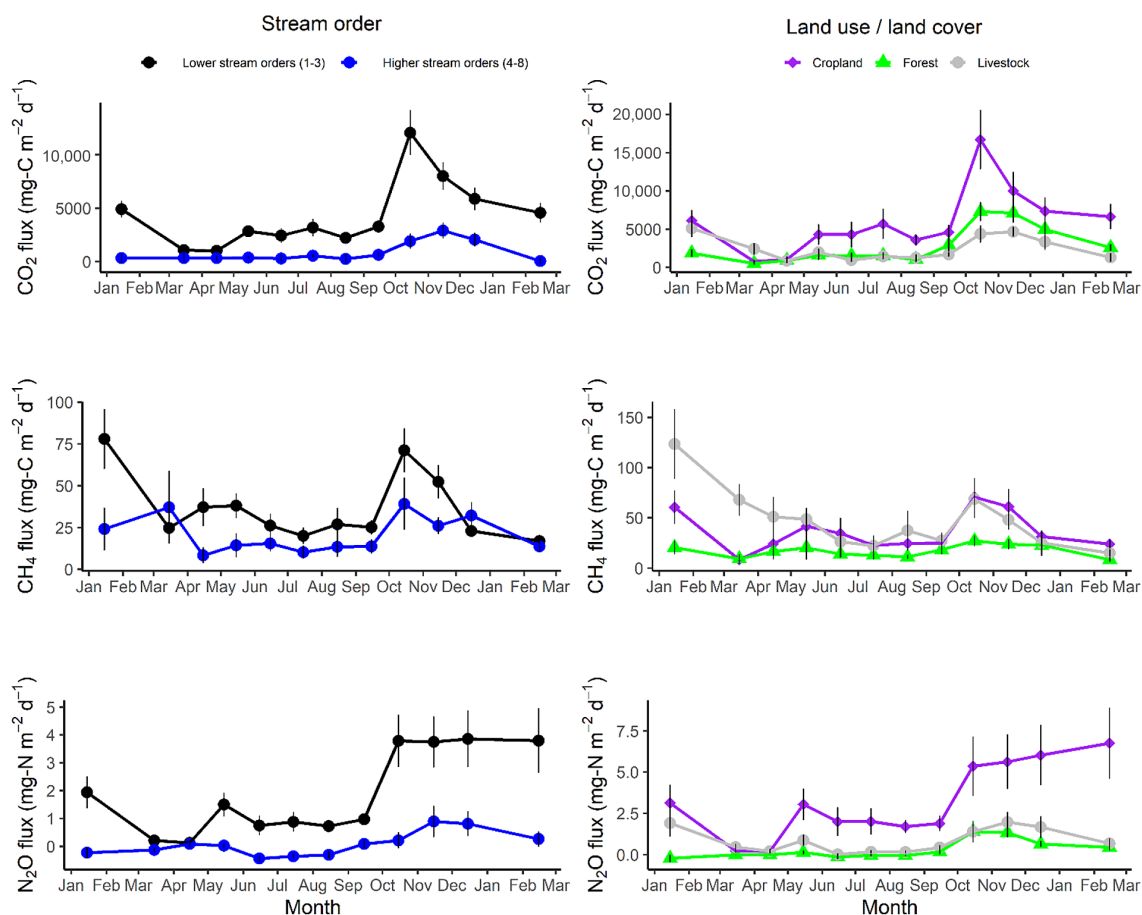 Stream order
Land use / land cover
Lower stream orders (1-3) Higher stream orders (4-8)
Cropland Forest Livestock
CO₂ flux (mg-C m⁻² d⁻¹)
10,000
5000
0
Jan Feb Mar Apr May Jun Jul Aug Sep Oct Nov Dec Jan Feb Mar
CO₂ flux (mg-C m⁻² d⁻¹)
20,000
15,000
10,000
5000
0
Jan Feb Mar Apr May Jun Jul Aug Sep Oct Nov Dec Jan Feb Mar
CH₄ flux (mg-C m⁻² d⁻¹)
100
75
50
25
0
Jan Feb Mar Apr May Jun Jul Aug Sep Oct Nov Dec Jan Feb Mar
CH₄ flux (mg-C m⁻² d⁻¹)
150
100
50
0
Jan Feb Mar Apr May Jun Jul Aug Sep Oct Nov Dec Jan Feb Mar
N₂O flux (mg-N m⁻² d⁻¹)
5
4
3
2
1
0
Jan Feb Mar Apr May Jun Jul Aug Sep Oct Nov Dec Jan Feb Mar
Month
N₂O flux (mg-N m⁻² d⁻¹)
7.5
5.0
2.5
0.0
Jan Feb Mar Apr May Jun Jul Aug Sep Oct Nov Dec Jan Feb Mar
Month